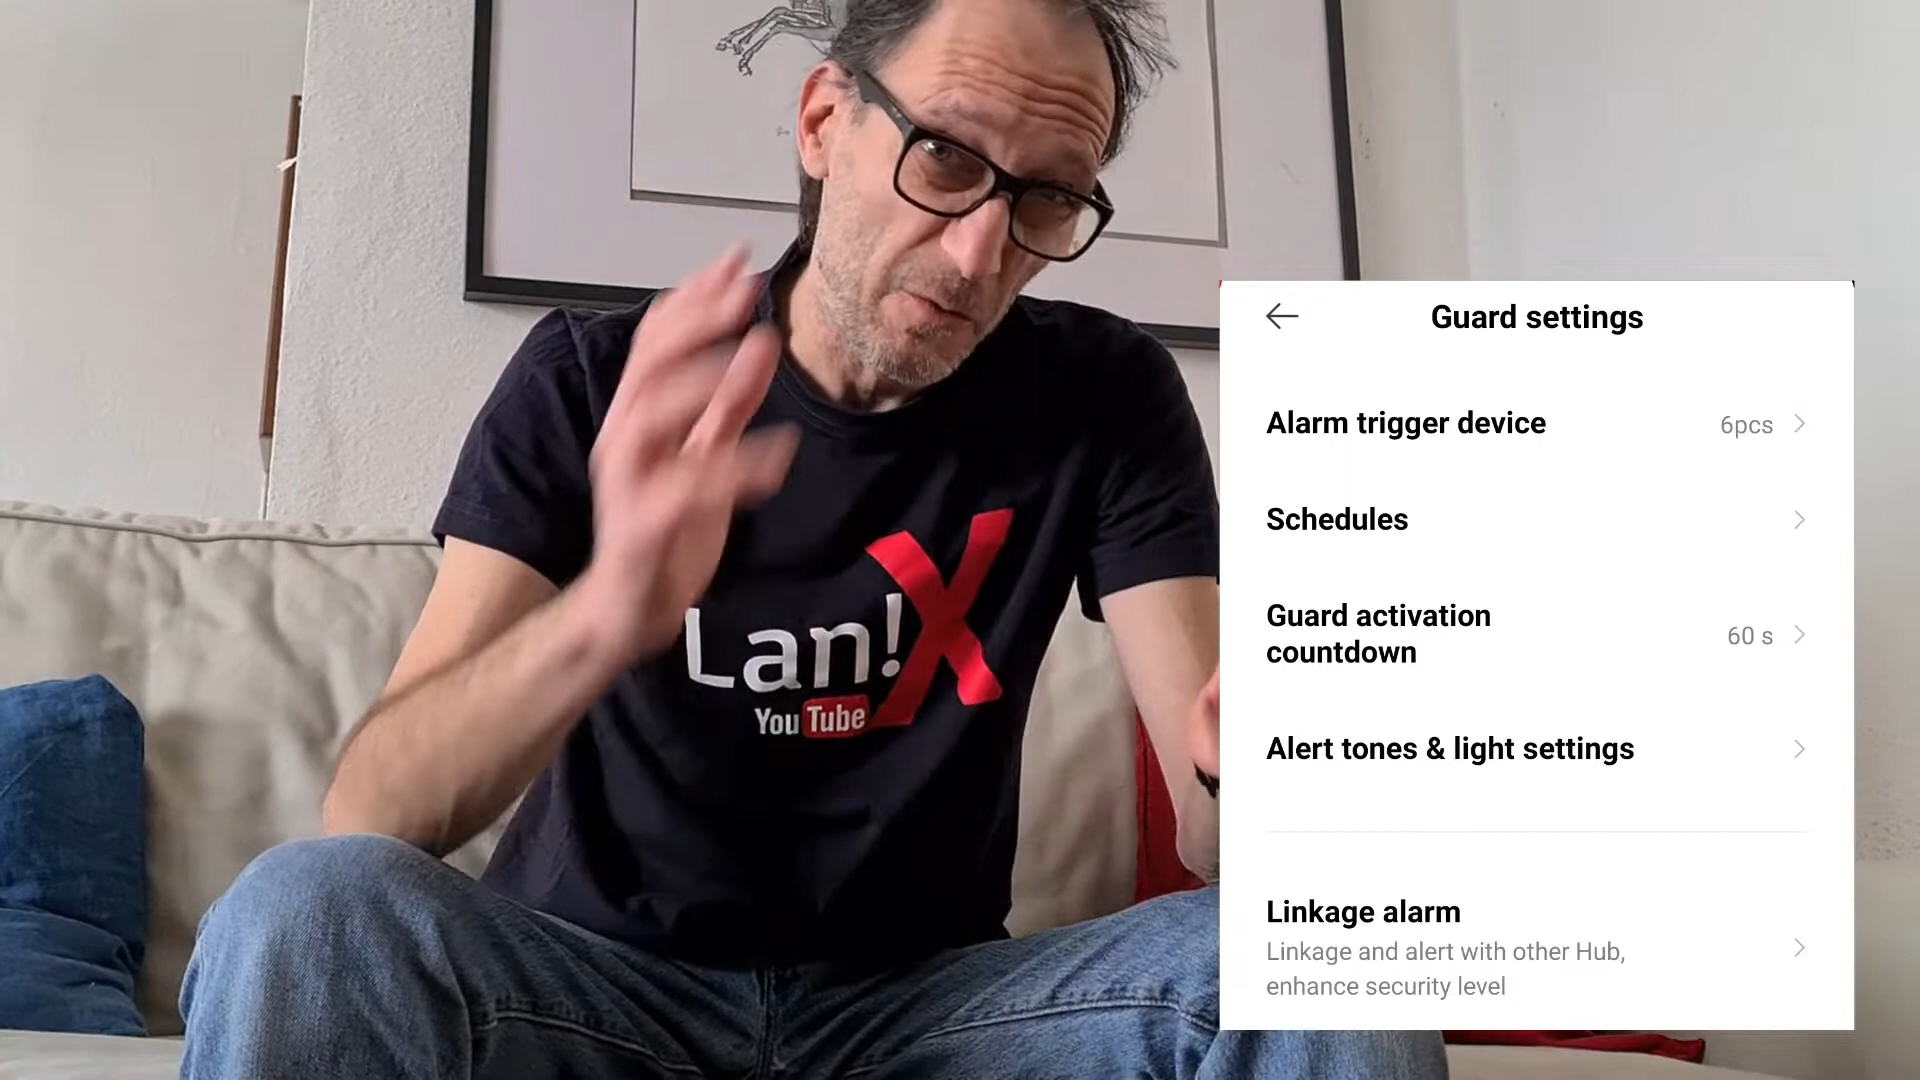 Lan!X
YouTube
Guard settings
Alarm trigger device 6pcs
Schedules
Guard activation
countdown
60 s
Alert tones & light settings
Linkage alarm
Linkage and alert with other Hub,
enhance security level